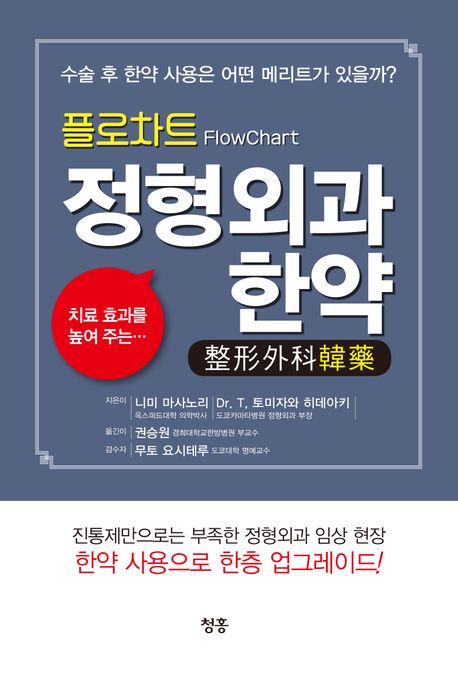 수술 후 한약 사용은 어떤 메리트가 있을까?
플로차트 FlowChart
정형외과
한약
치료 효과를
높여 주는…
整形外科韓藥
지은이 니미 마사노리 Dr. T, 토미자와 히데아키
옥스퍼드대학 의학박사 도쿄카마타병원 정형외과 부장
옮긴이 권승원 경희대학교한방병원 부교수
감수자 무토 요시테루 도쿄대학 명예교수
진통제만으로는 부족한 정형외과 임상 현장
한약 사용으로 한층 업그레이드!
청홍